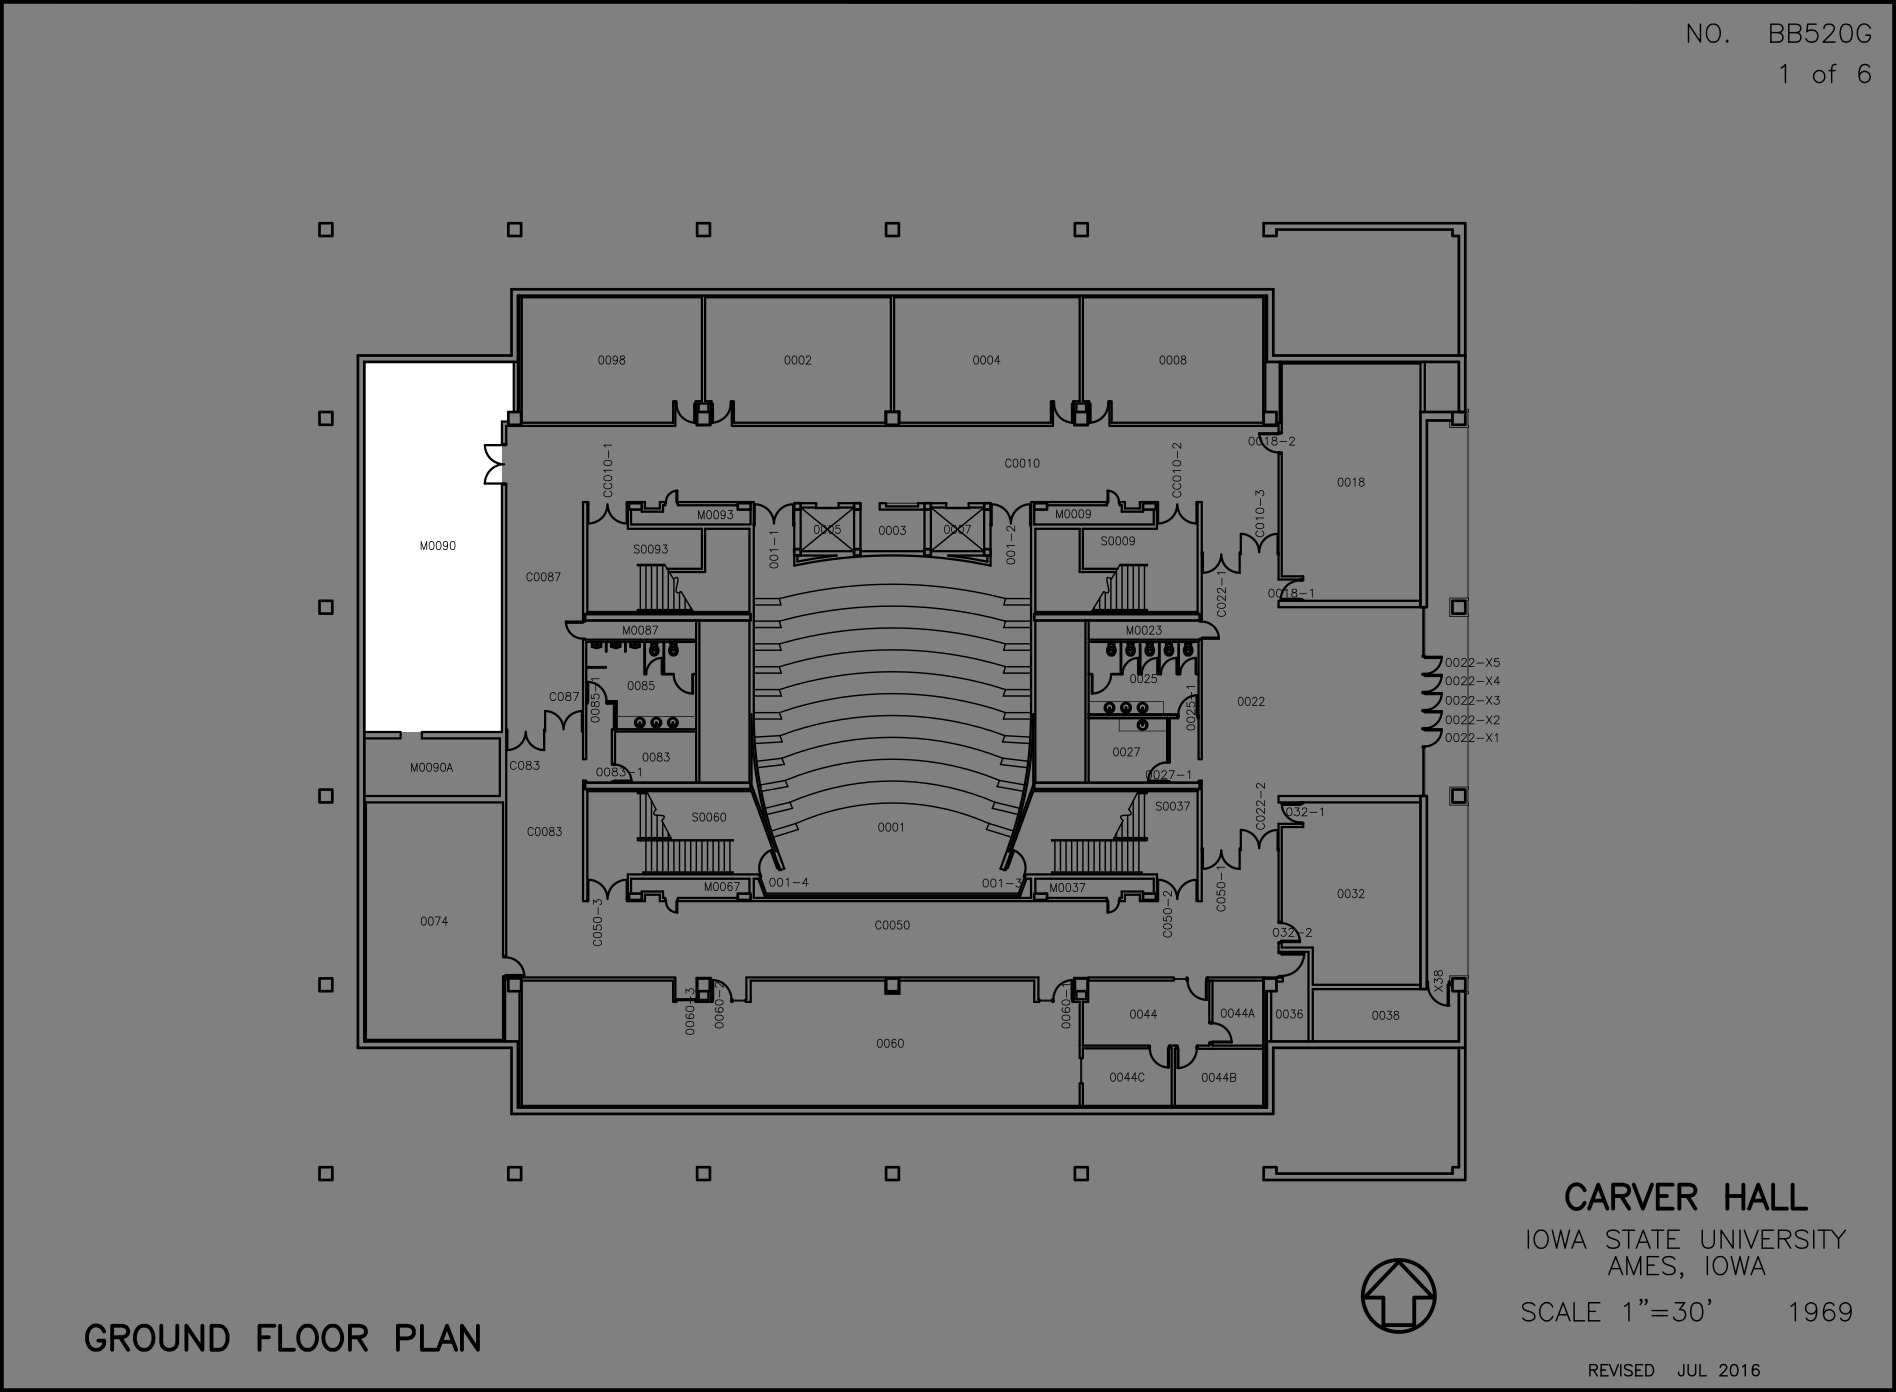 NO. BB520G
1 of 6
0098
0002
0004
0008
C0010
CC010-1
CC010-2
0018-2
0018
C010-3
M0090
M0093
001-1
0005
0003
0007
001-2
M0009
S0093
S0009
C0087
C022-1
0018-1
M0087
M0023
0022-X5
0022-X4
0022-X3
0022-X2
0022-X1
C087
0085-1
0085
0025
0025-1
0022
M0090A
C083
0083-1
0083
0027
0027-1
C0083
S0060
0001
S0037
C022-2
032-1
M0067
001-4
001-3
M0037
C050-1
0032
0074
C050-3
C0050
C050-2
032-2
X38
0060-3
0060-2
0060
0060-1
0044
0044A
0036
0038
0044C
0044B
CARVER HALL
IOWA STATE UNIVERSITY
AMES, IOWA
SCALE 1"=30' 1969
GROUND FLOOR PLAN
REVISED JUL 2016